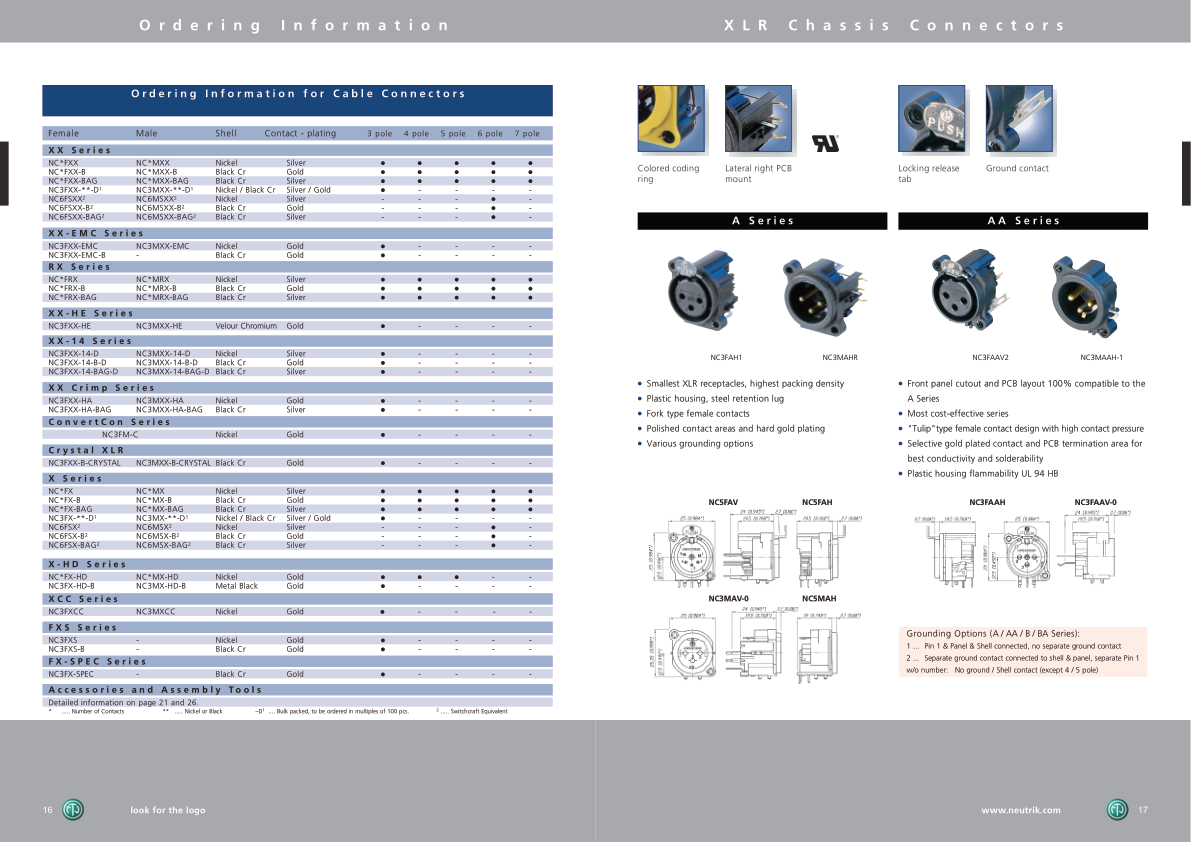 Ordering Information
XLR Chassis Connectors
Ordering Information for Cable Connectors
Female Male Shell Contact - plating 3 pole 4 pole 5 pole 6 pole 7 pole
XX Series
NC*FXX NC*MXX Nickel Silver ● ● ● ● ●
NC*FXX-B NC*MXX-B Black Cr Gold ● ● ● ● ●
NC*FXX-BAG NC*MXX-BAG Black Cr Silver ● ● ● ● ●
NC3FXX-**-D¹ NC3MXX-**-D¹ Nickel / Black Cr Silver / Gold ● - - - -
NC6FSXX² NC6MSXX² Nickel Silver - - - ● -
NC6FSXX-B² NC6MSXX-B² Black Cr Gold - - - ● -
NC6FSXX-BAG² NC6MSXX-BAG² Black Cr Silver - - - ● -
XX-EMC Series
NC3FXX-EMC NC3MXX-EMC Nickel Gold ● - - - -
NC3FXX-EMC-B - Black Cr Gold ● - - - -
RX Series
NC*FRX NC*MRX Nickel Silver ● ● ● ● ●
NC*FRX-B NC*MRX-B Black Cr Gold ● ● ● ● ●
NC*FRX-BAG NC*MRX-BAG Black Cr Silver ● ● ● ● ●
XX-HE Series
NC3FXX-HE NC3MXX-HE Velour Chromium Gold ● - - - -
XX-14 Series
NC3FXX-14-D NC3MXX-14-D Nickel Silver ● - - - -
NC3FXX-14-B-D NC3MXX-14-B-D Black Cr Gold ● - - - -
NC3FXX-14-BAG-D NC3MXX-14-BAG-D Black Cr Silver ● - - - -
XX Crimp Series
NC3FXX-HA NC3MXX-HA Nickel Gold ● - - - -
NC3FXX-HA-BAG NC3MXX-HA-BAG Black Cr Silver ● - - - -
ConvertCon Series
NC3FM-C Nickel Gold ● - - - -
Crystal XLR
NC3FXX-B-CRYSTAL NC3MXX-B-CRYSTAL Black Cr Gold ● - - - -
X Series
NC*FX NC*MX Nickel Silver ● ● ● ● ●
NC*FX-B NC*MX-B Black Cr Gold ● ● ● ● ●
NC*FX-BAG NC*MX-BAG Black Cr Silver ● ● ● ● ●
NC3FX-**-D¹ NC3MX-**-D¹ Nickel / Black Cr Silver / Gold ● - - - -
NC6FSX² NC6MSX² Nickel Silver - - - ● -
NC6FSX-B² NC6MSX-B² Black Cr Gold - - - ● -
NC6FSX-BAG² NC6MSX-BAG² Black Cr Silver - - - ● -
X-HD Series
NC*FX-HD NC*MX-HD Nickel Gold ● ● ● - -
NC3FX-HD-B NC3MX-HD-B Metal Black Gold ● - - - -
XCC Series
NC3FXCC NC3MXCC Nickel Gold ● - - - -
FXS Series
NC3FXS - Nickel Gold ● - - - -
NC3FXS-B - Black Cr Gold ● - - - -
FX-SPEC Series
NC3FX-SPEC - Black Cr Gold ● - - - -
Accessories and Assembly Tools
Detailed information on page 21 and 26.
* ..... Number of Contacts ** ..... Nickel or Black –D¹ .... Bulk packed, to be ordered in multiples of 100 pcs. ² ..... Switchcraft Equivalent
16
look for the logo
PUSH
Colored coding
ring
Lateral right PCB
mount
Locking release
tab
Ground contact
A Series
NC3FAH1 NC3MAHR
● Smallest XLR receptacles, highest packing density
● Plastic housing, steel retention lug
● Fork type female contacts
● Polished contact areas and hard gold plating
● Various grounding options
NC5FAV NC5FAH
NC3MAV-0 NC5MAH
AA Series
NC3FAAV2 NC3MAAH-1
● Front panel cutout and PCB layout 100% compatible to the
A Series
● Most cost-effective series
● "Tulip"type female contact design with high contact pressure
● Selective gold plated contact and PCB termination area for
best conductivity and solderability
● Plastic housing flammability UL 94 HB
NC3FAAH NC3FAAV-0
Grounding Options (A / AA / B / BA Series):
1 ... Pin 1 & Panel & Shell connected, no separate ground contact
2 ... Separate ground contact connected to shell & panel, separate Pin 1
w/o number: No ground / Shell contact (except 4 / 5 pole)
www.neutrik.com
17